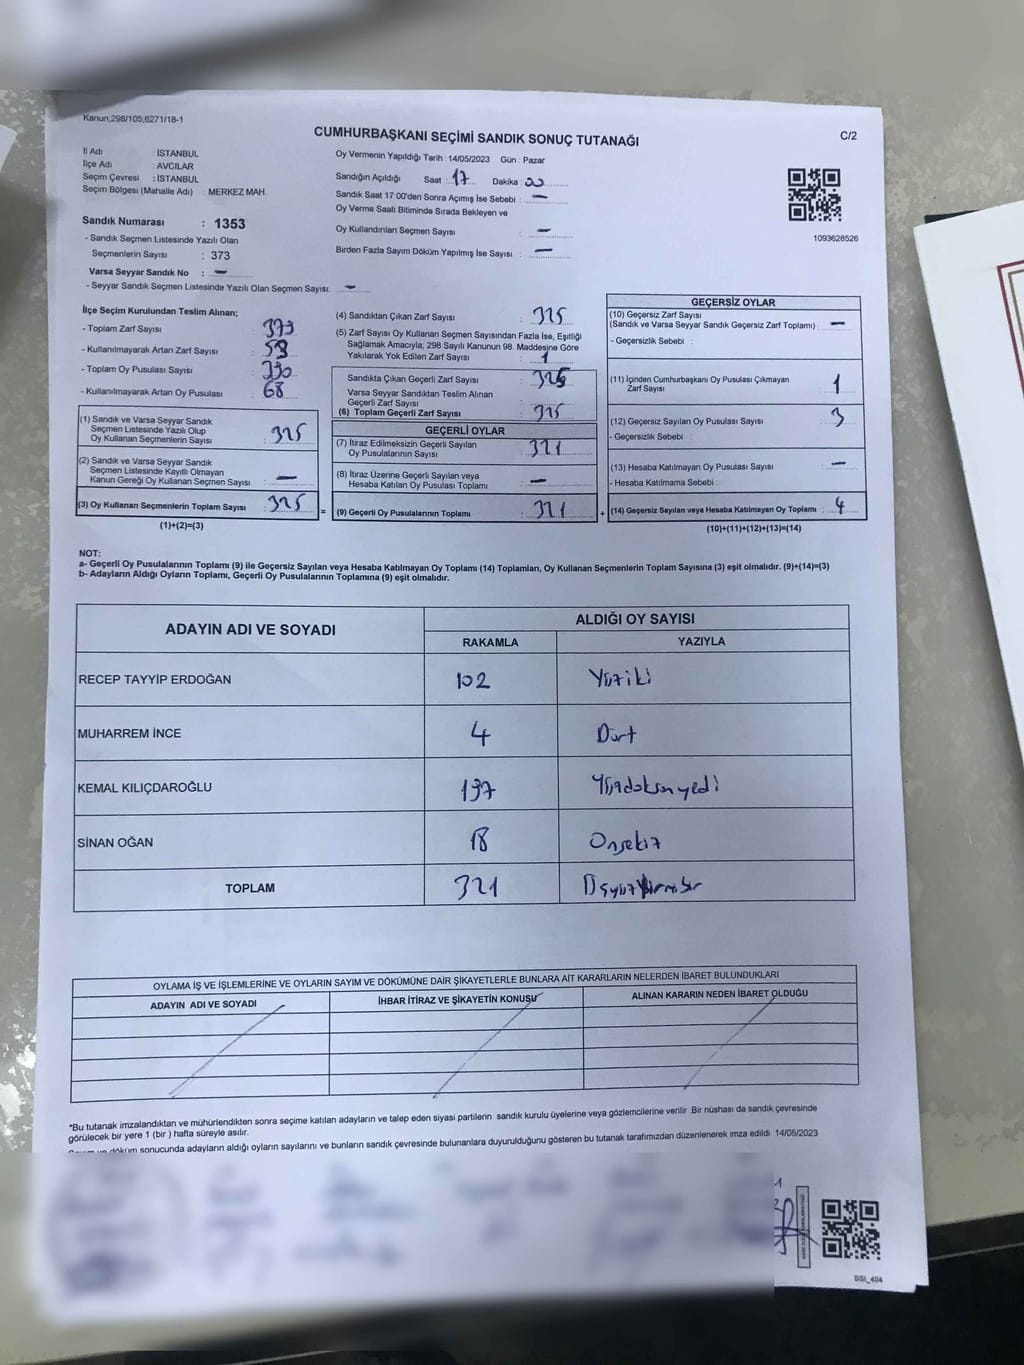 Kanun,298/105,6271/18-1
C/2
CUMHURBAŞKANI SEÇİMİ SANDIK SONUÇ TUTANAĞI
İl Adı : İSTANBUL
İlçe Adı : AVCILAR
Seçim Çevresi : İSTANBUL
Seçim Bölgesi (Mahalle Adı) : MERKEZ MAH.
Sandık Numarası : 1353
- Sandık Seçmen Listesinde Yazılı Olan
Seçmenlerin Sayısı : 373
Varsa Seyyar Sandık No : -
- Seyyar Sandık Seçmen Listesinde Yazılı Olan Seçmen Sayısı: -
Oy Vermenin Yapıldığı Tarih : 14/05/2023 Gün : Pazar
Sandığın Açıldığı Saat : 17 Dakika : 00
Sandık Saat 17:00'den Sonra Açımış İse Sebebi : -
Oy Verme Saati Bitiminde Sırada Bekleyen ve
Oy Kullandırılan Seçmen Sayısı : -
Birden Fazla Sayım Döküm Yapılmış İse Sayısı : -
1093628526
İlçe Seçim Kurulundan Teslim Alınan;
- Toplam Zarf Sayısı : 373
- Kullanılmayarak Artan Zarf Sayısı :
- Toplam Oy Pusulası Sayısı :
- Kullanılmayarak Artan Oy Pusulası : 68
(1) Sandık ve Varsa Seyyar Sandık
Seçmen Listesinde Yazılı Olup
Oy Kullanan Seçmenlerin Sayısı : 325
(2) Sandık ve Varsa Seyyar Sandık
Seçmen Listesinde Kayıtlı Olmayan
Kanun Gereği Oy Kullanan Seçmen Sayısı : -
(3) Oy Kullanan Seçmenlerin Toplam Sayısı : 325
(1)+(2)=(3)
=
(4) Sandıktan Çıkan Zarf Sayısı : 325
(5) Zarf Sayısı Oy Kullanan Seçmen Sayısından Fazla İse, Eşitliği
Sağlamak Amacıyla; 298 Sayılı Kanunun 98. Maddesine Göre
Yakılarak Yok Edilen Zarf Sayısı : 1
Sandıkta Çıkan Geçerli Zarf Sayısı : 325
Varsa Seyyar Sandıktan Teslim Alınan
Geçerli Zarf Sayısı :
(6) Toplam Geçerli Zarf Sayısı : 325
GEÇERLİ OYLAR
(7) İtiraz Edilmeksizin Geçerli Sayılan
Oy Pusulalarının Sayısı : 321
(8) İtiraz Üzerine Geçerli Sayılan veya
Hesaba Katılan Oy Pusulası Toplamı : -
(9) Geçerli Oy Pusulalarının Toplamı : 321
+
GEÇERSİZ OYLAR
(10) Geçersiz Zarf Sayısı
(Sandık ve Varsa Seyyar Sandık Geçersiz Zarf Toplamı) : -
- Geçersizlik Sebebi :
(11) İçinden Cumhurbaşkanı Oy Pusulası Çıkmayan
Zarf Sayısı : 1
(12) Geçersiz Sayılan Oy Pusulası Sayısı : 3
- Geçersizlik Sebebi :
(13) Hesaba Katılmayan Oy Pusulası Sayısı : -
- Hesaba Katılmama Sebebi :
(14) Geçersiz Sayılan veya Hesaba Katılmayan Oy Toplamı : 4
(10)+(11)+(12)+(13)=(14)
NOT:
a- Geçerli Oy Pusulalarının Toplamı (9) ile Geçersiz Sayılan veya Hesaba Katılmayan Oy Toplamı (14) Toplamları, Oy Kullanan Seçmenlerin Toplam Sayısına (3) eşit olmalıdır. (9)+(14)=(3)
b- Adayların Aldığı Oyların Toplamı, Geçerli Oy Pusulalarının Toplamına (9) eşit olmalıdır.
ADAYIN ADI VE SOYADI
ALDIĞI OY SAYISI
RAKAMLA YAZIYLA
RECEP TAYYİP ERDOĞAN 102 Yüziki
MUHARREM İNCE 4 Dört
KEMAL KILIÇDAROĞLU 197 Yüzdoksanyedi
SİNAN OĞAN 18 Onsekiz
TOPLAM 321 Üçyüzyirmibir
OYLAMA İŞ VE İŞLEMLERİNE VE OYLARIN SAYIM VE DÖKÜMÜNE DAİR ŞİKAYETLERLE BUNLARA AİT KARARLARIN NELERDEN İBARET BULUNDUKLARI
ADAYIN ADI VE SOYADI İHBAR İTİRAZ VE ŞİKAYETİN KONUSU ALINAN KARARIN NEDEN İBARET OLDUĞU
*Bu tutanak imzalandıktan ve mühürlendikten sonra seçime katılan adayların ve talep eden siyasi partilerin sandık kurulu üyelerine veya gözlemcilerine verilir .Bir nüshası da sandık çevresinde
görülecek bir yere 1 (bir ) hafta süreyle asılır.
döküm sonucunda adayların aldığı oyların sayılarını ve bunların sandık çevresinde bulunanlara duyurulduğunu gösteren bu tutanak tarafımızdan düzenlenerek imza edildi 14/05/2023
SSI_404